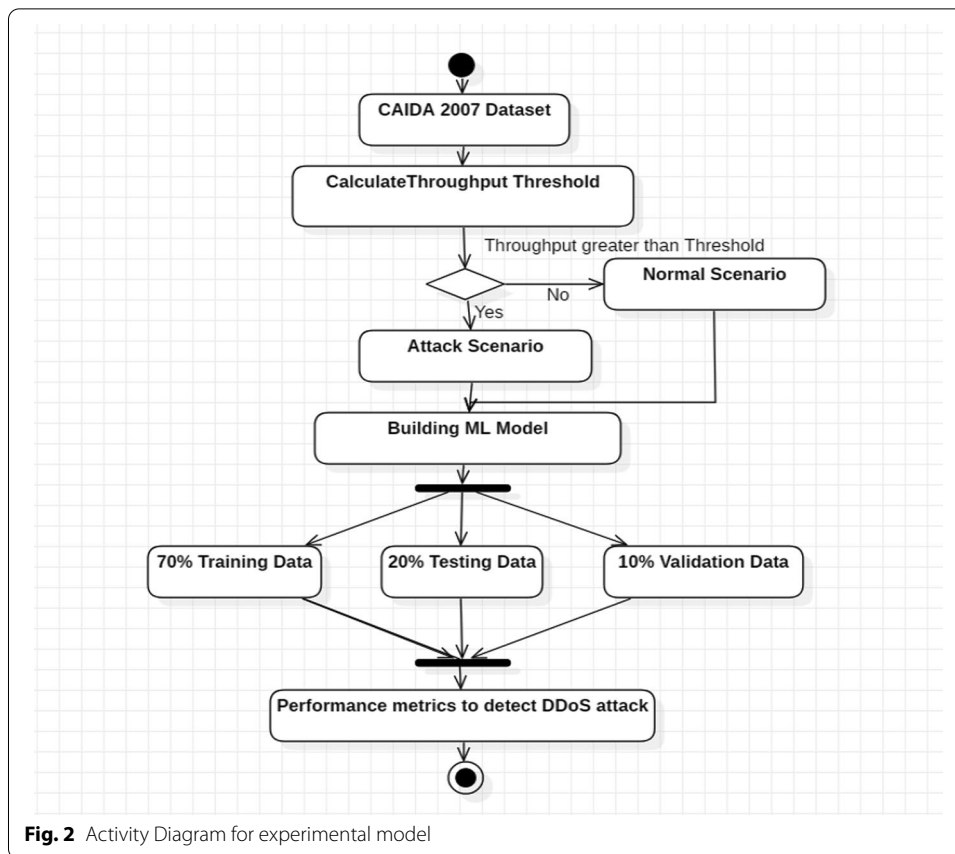 CAIDA 2007 Dataset
CalculateThroughput Threshold
Throughput greater than Threshold
Normal Scenario
No
Yes
Attack Scenario
Building ML Model
70% Training Data
20% Testing Data
10% Validation Data
Performance metrics to detect DDoS attack
Fig. 2 Activity Diagram for experimental model